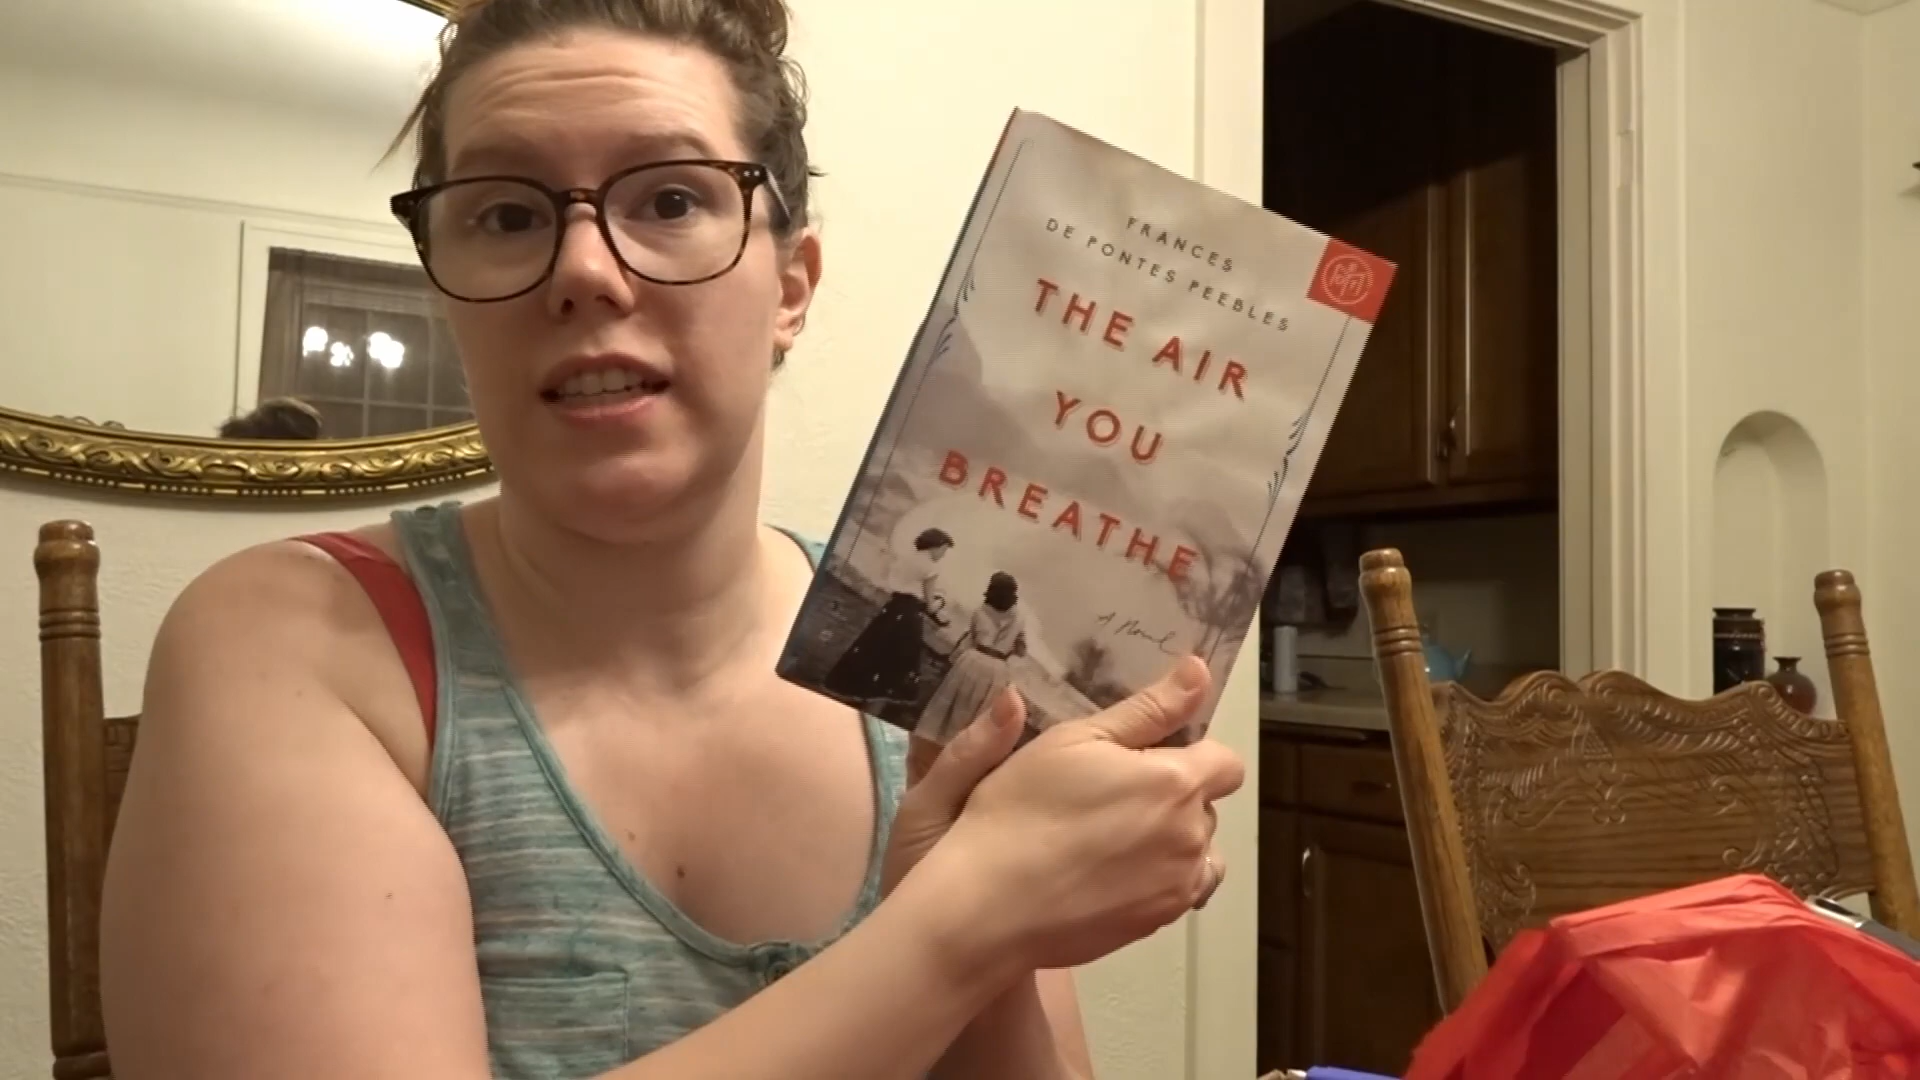 FRANCES
DE PONTES PEEBLES
THE AIR
YOU
BREATHE
A Novel